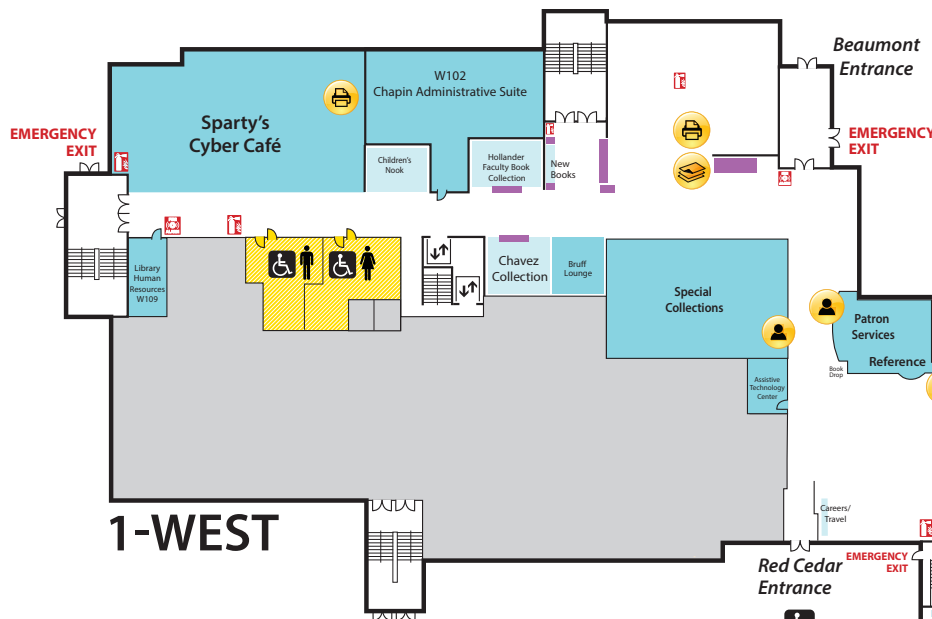 Beaumont
Entrance
W102
Chapin Administrative Suite
Sparty's
Cyber Café
EMERGENCY
EXIT
EMERGENCY
EXIT
Children's
Nook
Hollander
Faculty Book
Collection
New
Books
Library
Human
Resources
W109
Chavez
Collection
Bruff
Lounge
Special
Collections
Patron
Services
Reference
Book
Drop
Assistive
Technology
Center
Careers/
Travel
1-WEST
Red Cedar
Entrance
EMERGENCY
EXIT